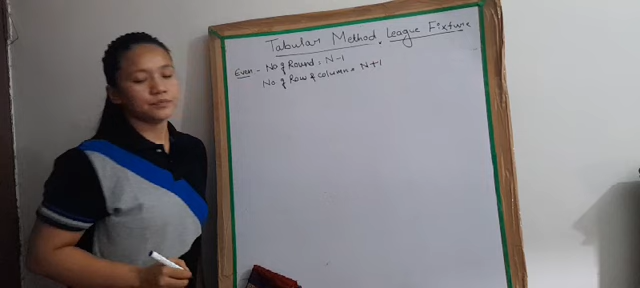 Tabular Method. League Fixture
Even - No of Round = N-1
No. of Row & column = N+1